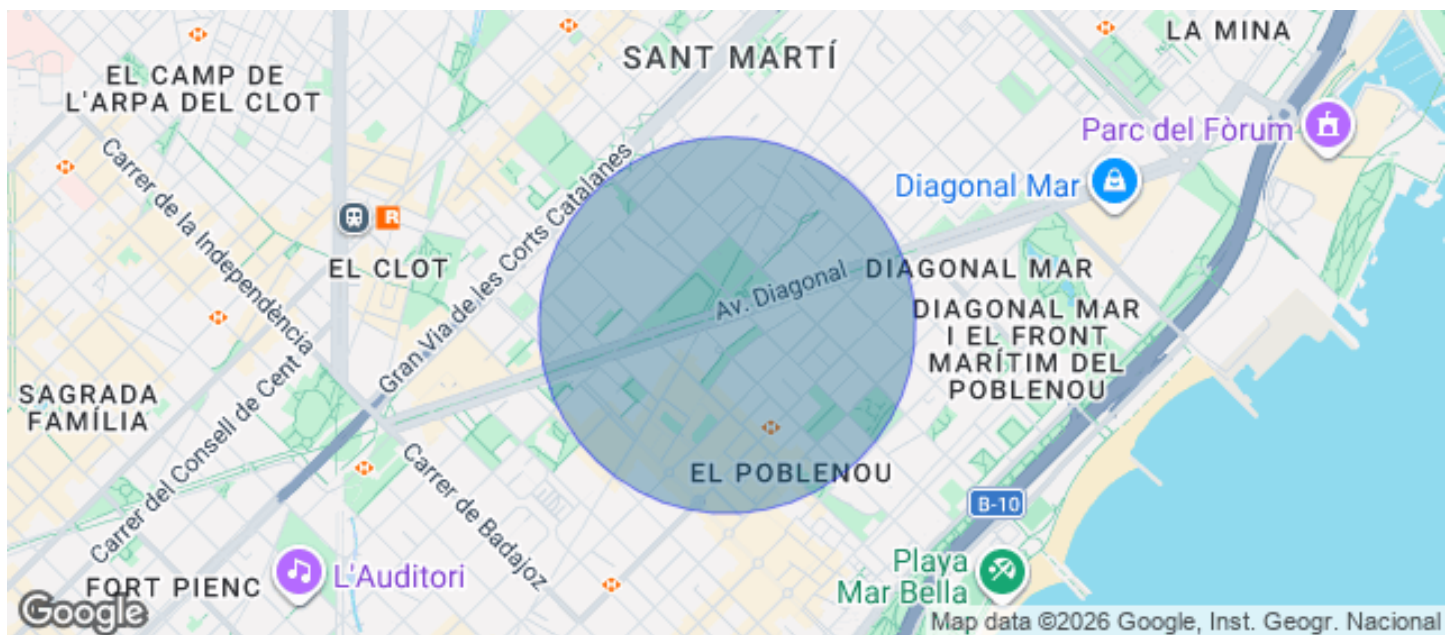 LA MINA
SANT MARTÍ
EL CAMP DE
L'ARPA DEL CLOT
Parc del Fòrum
Carrer de la Independència
Gran Via de les Corts Catalanes
Diagonal Mar
R
EL CLOT
Av. Diagonal
DIAGONAL MAR
DIAGONAL MAR
I EL FRONT
MARÍTIM DEL
POBLENOU
SAGRADA
FAMÍLIA
Carrer del Consell de Cent
EL POBLENOU
Carrer de Badajoz
B-10
Playa
Mar Bella
L'Auditori
FORT PIENC
Google
Map data ©2026 Google, Inst. Geogr. Nacional